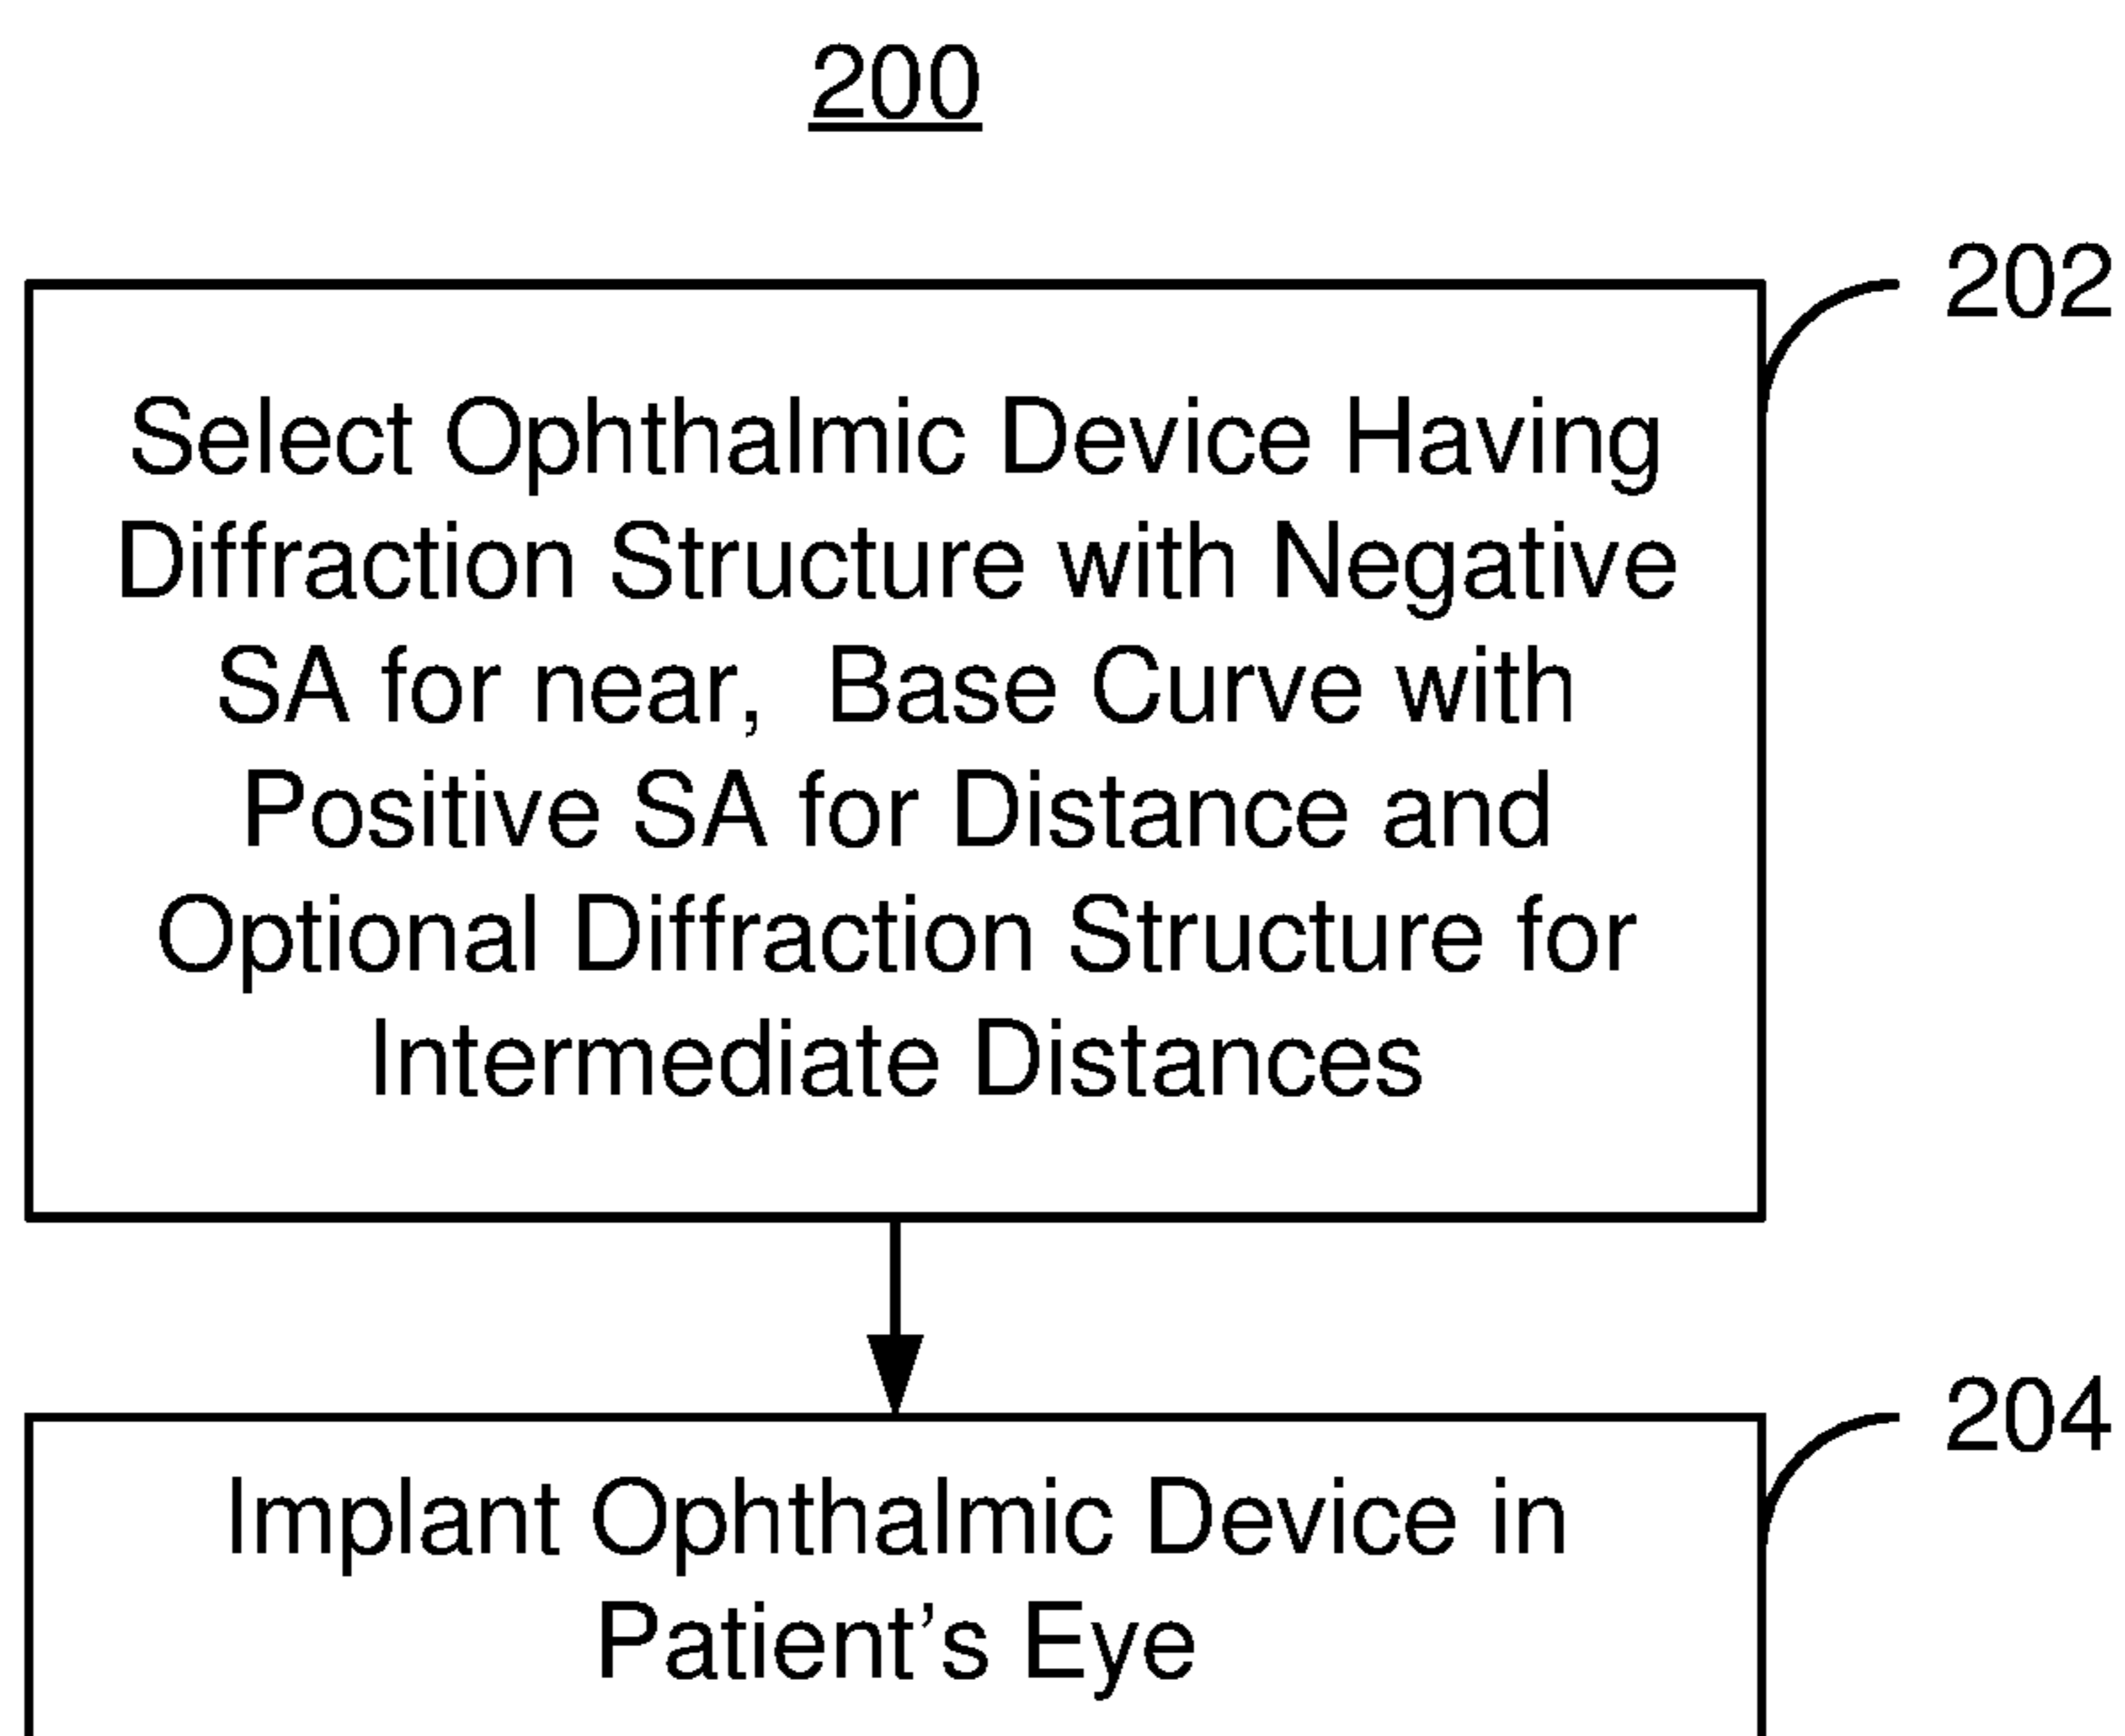 200
202
Select Ophthalmic Device Having
Diffraction Structure with Negative
SA for near,  Base Curve with
Positive SA for Distance and
Optional Diffraction Structure for
Intermediate Distances
204
Implant Ophthalmic Device in
Patient’s Eye